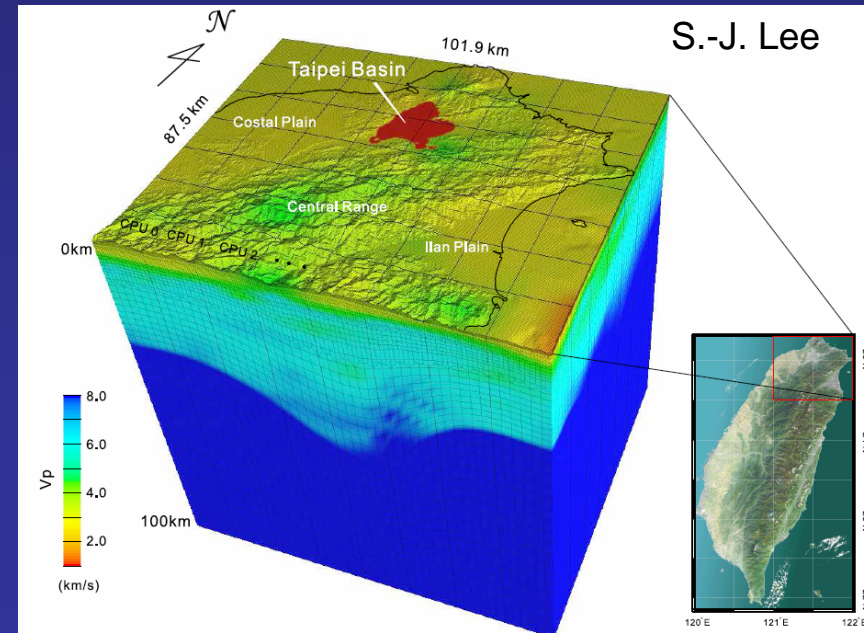 S.-J. Lee
N
101.9 km
Taipei Basin
87.5 km
Costal Plain
Central Range
CPU 0 CPU 1 CPU 2 • • •
Ilan Plain
0km
8.0
6.0
Vp
4.0
2.0
(km/s)
100km
120°E 121°E 122°